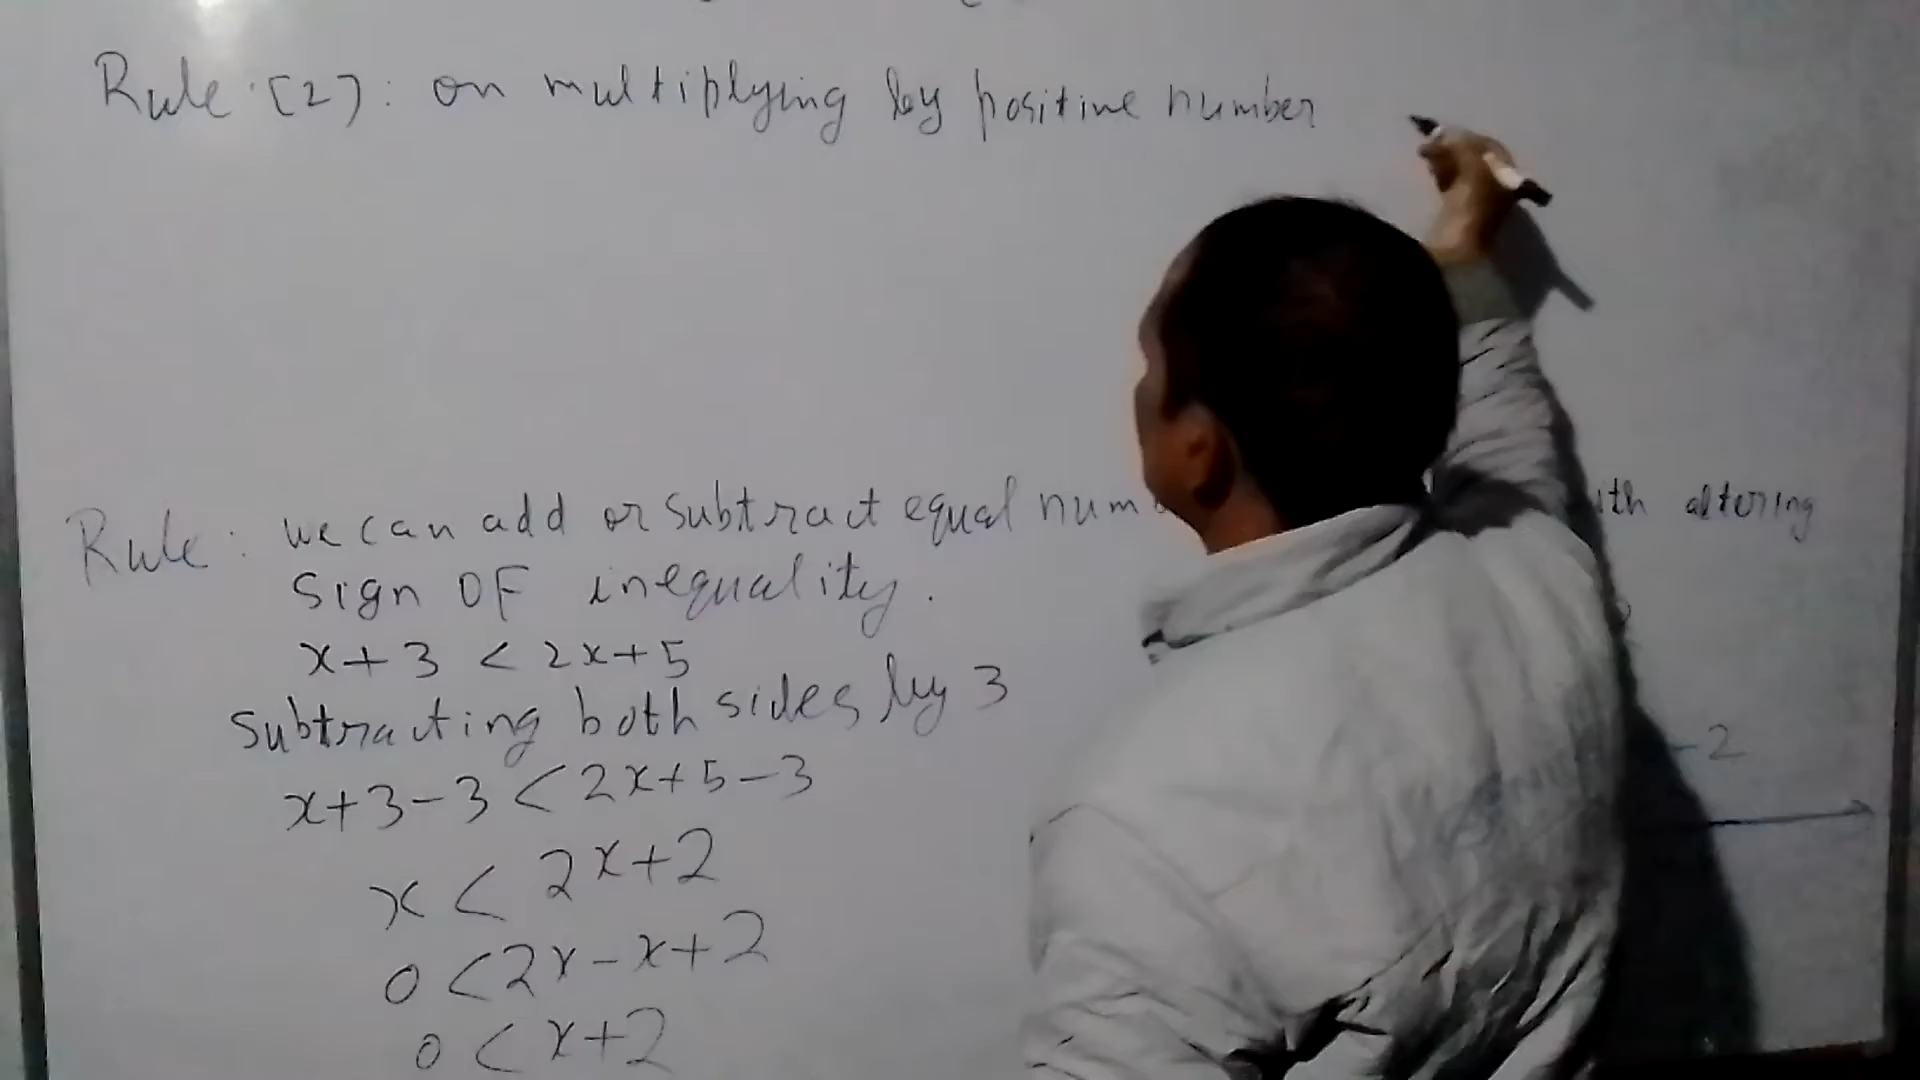 Rule (2): on multiplying by positive number
Rule: we can add or subtract equal num ith altering
sign OF inequality.
x+3 < 2x+5
Subtracting both sides by 3
x+3-3 < 2x+5-3
x < 2x+2
0 < 2x-x+2
0 < x+2
-2